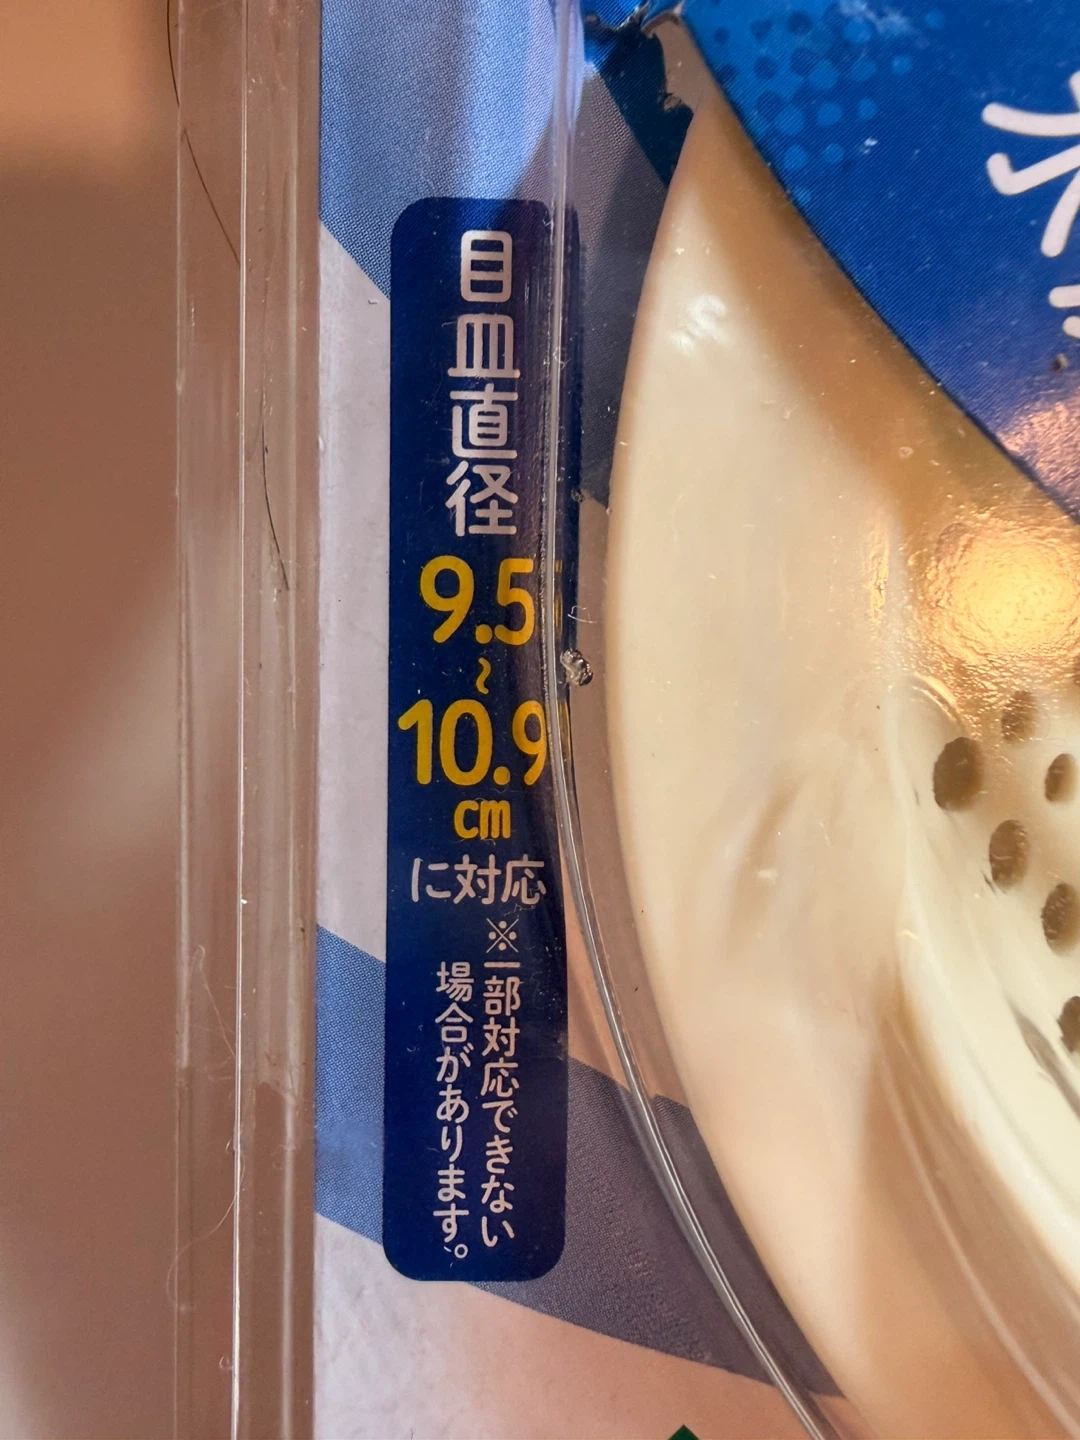 目皿直径
9.5
~
10.9
cm
に対応
※一部対応できない
場合があります。